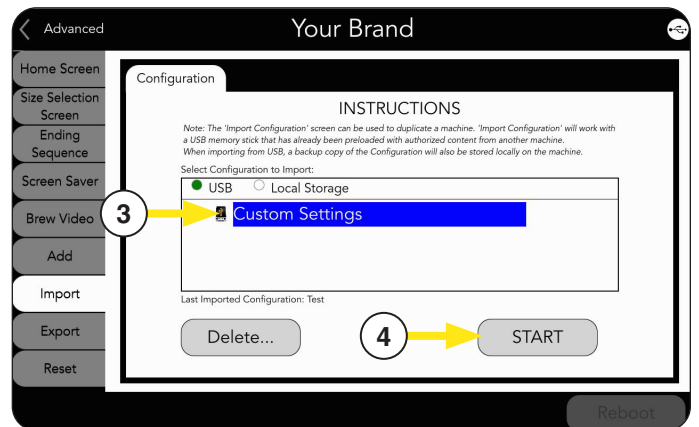 Advanced
Your Brand
Home Screen
Size Selection
Screen
Ending
Sequence
Screen Saver
Brew Video
Add
Import
Export
Reset
Configuration
INSTRUCTIONS
Note: The 'Import Configuration' screen can be used to duplicate a machine. 'Import Configuration' will work with
a USB memory stick that has already been preloaded with authorized content from another machine.
When importing from USB, a backup copy of the Configuration will also be stored locally on the machine.
Select Configuration to Import:
USB Local Storage
3
Custom Settings
Last Imported Configuration: Test
Delete...
4
START
Reboot